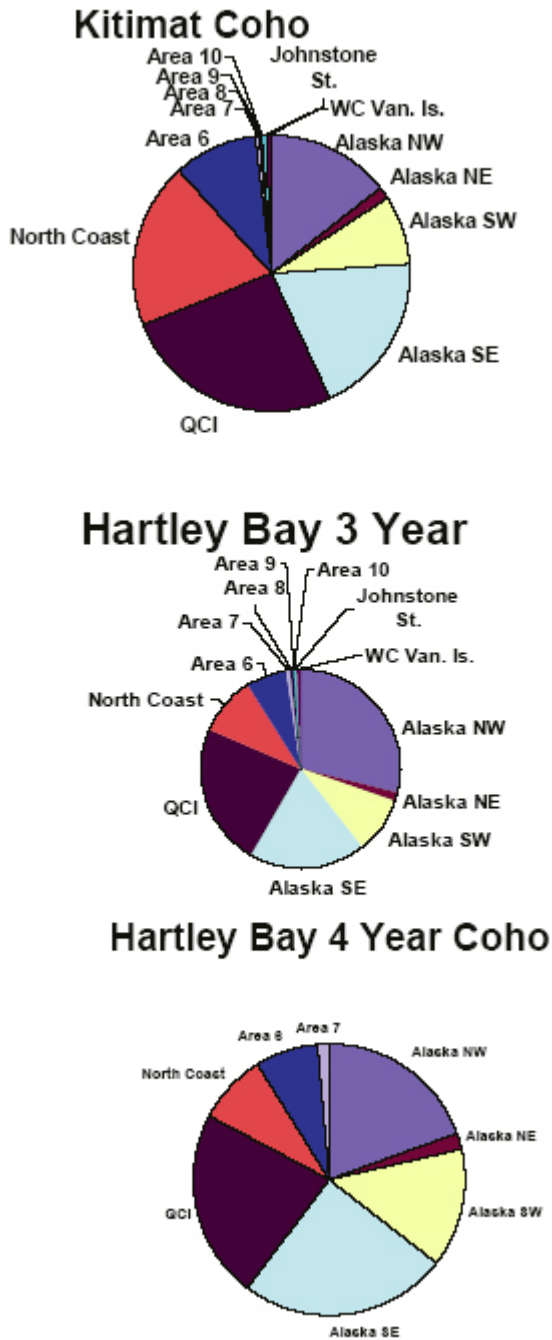 Kitimat Coho
Area 10
Johnstone
St.
Area 9
Area 8
Area 7
WC Van. Is.
Area 6
Alaska NW
Alaska NE
Alaska SW
North Coast
Alaska SE
QCI
Hartley Bay 3 Year
Area 9
Area 10
Area 8
Johnstone
St.
Area 7
WC Van. Is.
Area 6
North Coast
Alaska NW
QCI
Alaska NE
Alaska SW
Alaska SE
Hartley Bay 4 Year Coho
Area 6
Area 7
Alaska NW
North Coast
Alaska NE
QCI
Alaska SW
Alaska SE